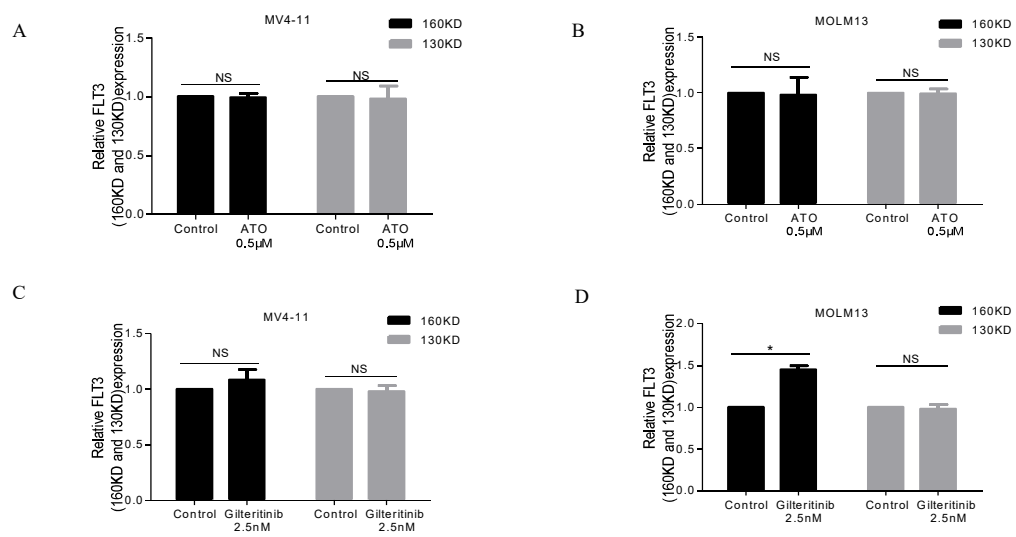 A
MV4-11
160KD
130KD
Relative FLT3
(160KD and 130KD)expression
1.5
1.0
0.5
0.0
NS
NS
Control
ATO
0.5μM
Control
ATO
0.5μM
B
MOLM13
160KD
130KD
Relative FLT3
(160KD and 130KD)expression
1.5
1.0
0.5
0.0
NS
NS
Control
ATO
0.5μM
Control
ATO
0.5μM
C
MV4-11
160KD
130KD
Relative FLT3
(160KD and 130KD)expression
1.5
1.0
0.5
0.0
NS
NS
Control
Gilteritinib
2.5nM
Control
Gilteritinib
2.5nM
D
MOLM13
160KD
130KD
Relative FLT3
(160KD and 130KD)expression
2.0
1.5
1.0
0.5
0.0
*
NS
Control
Gilteritinib
2.5nM
Control
Gilteritinib
2.5nM